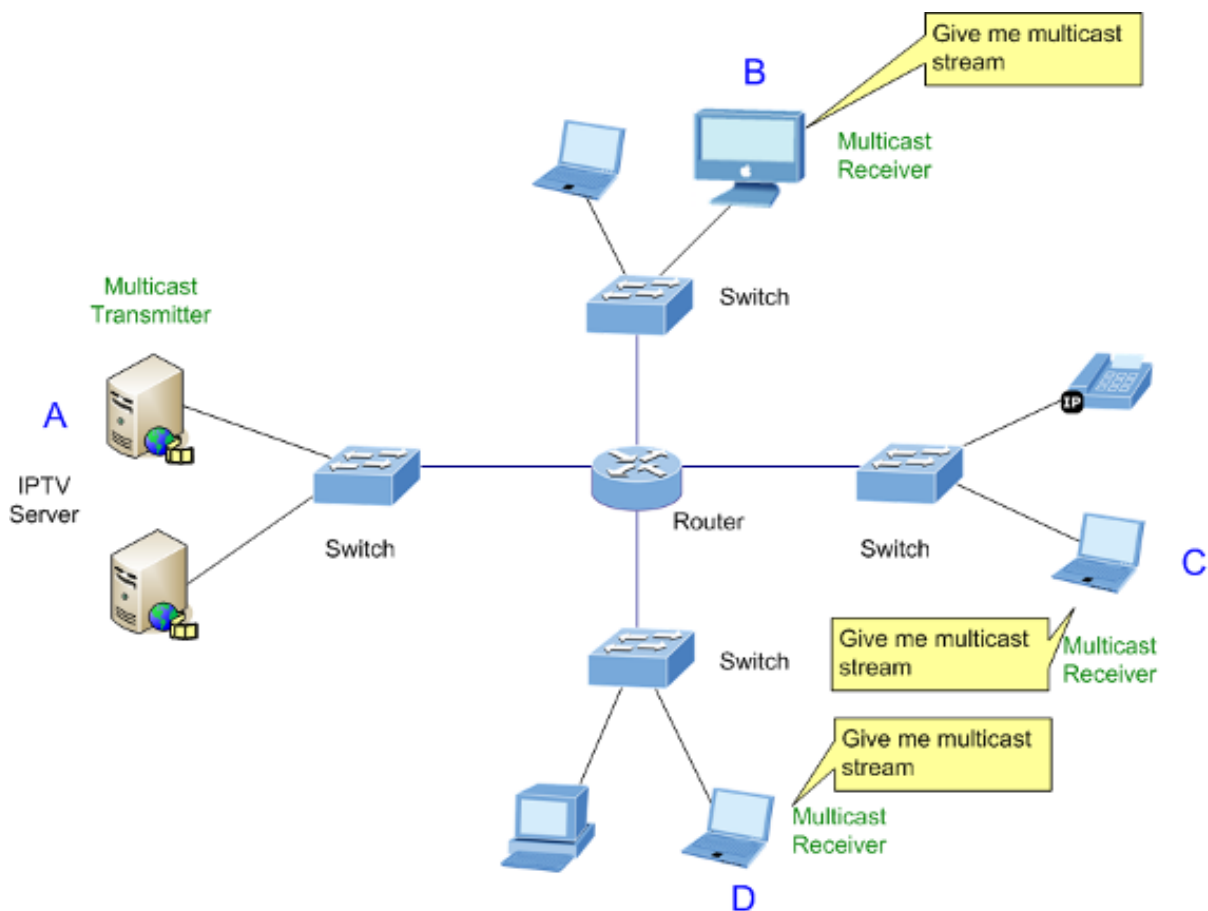 Give me multicast
stream
B
Multicast
Receiver
Switch
Multicast
Transmitter
A
IPTV
Server
Switch
Router
IP
Switch
C
Give me multicast
stream
Multicast
Receiver
Switch
Give me multicast
stream
Multicast
Receiver
D